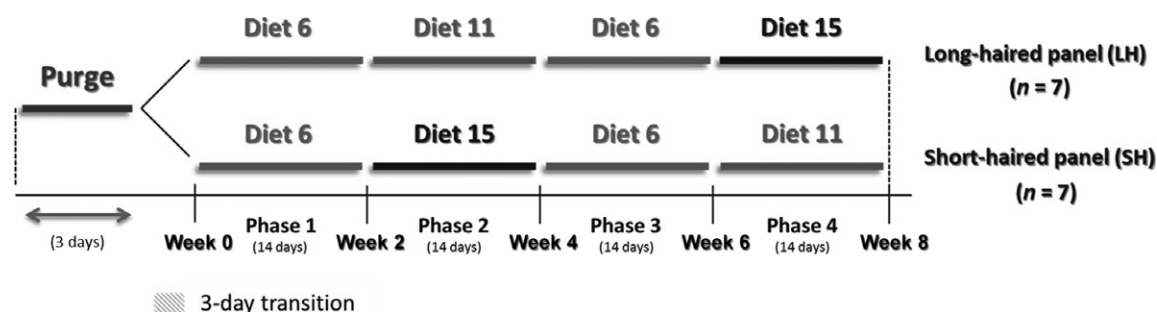 Diet 6 Diet 11 Diet 6 Diet 15
Long-haired panel (LH)
(n = 7)
Purge
Diet 6 Diet 15 Diet 6 Diet 11
Short-haired panel (SH)
(n = 7)
(3 days)
Week 0 Phase 1 Week 2 Phase 2 Week 4 Phase 3 Week 6 Phase 4 Week 8
(14 days) (14 days) (14 days) (14 days)
3-day transition